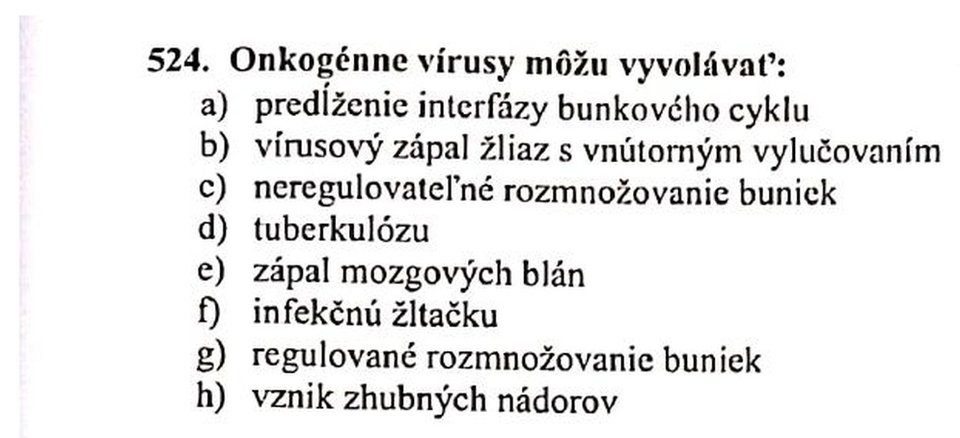 524. Onkogénne vírusy môžu vyvolávať:
a) predĺženie interfázy bunkového cyklu
b) vírusový zápal žliaz s vnútorným vylučovaním
c) neregulovateľné rozmnožovanie buniek
d) tuberkulózu
e) zápal mozgových blán
f) infekčnú žltačku
g) regulované rozmnožovanie buniek
h) vznik zhubných nádorov